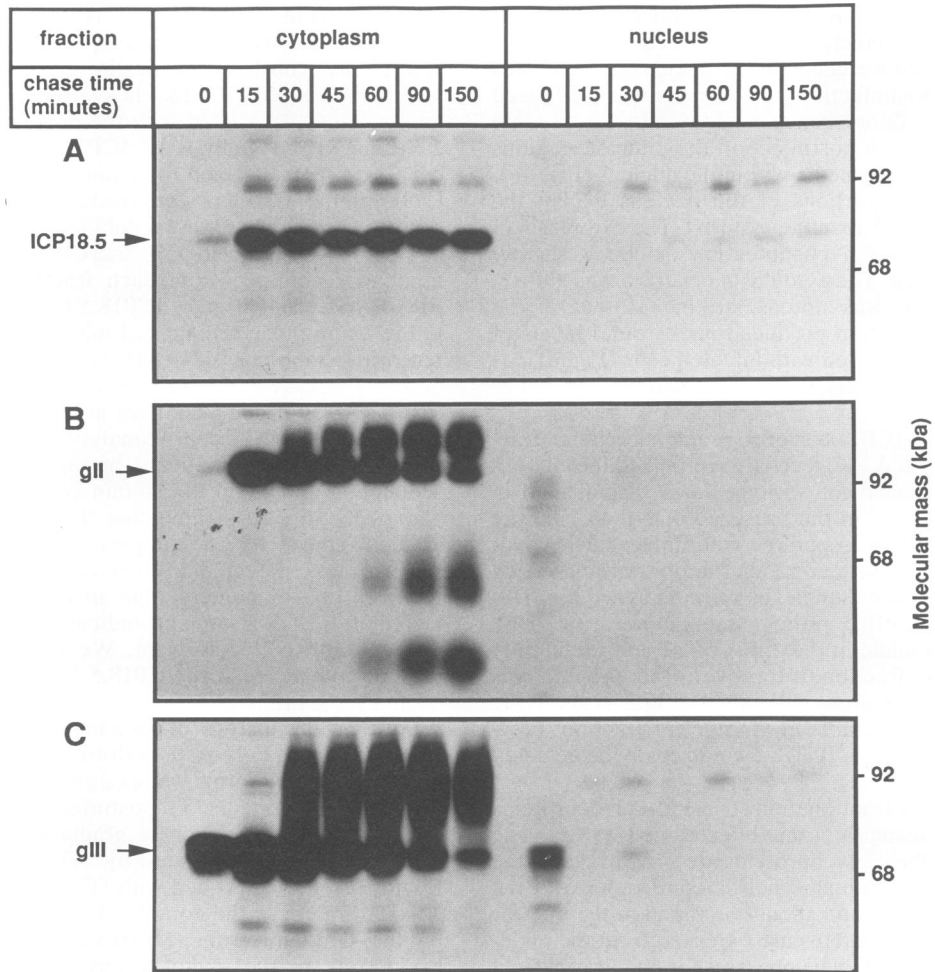 fraction cytoplasm nucleus
chase time (minutes) 0 15 30 45 60 90 150 0 15 30 45 60 90 150
A
92
ICP18.5
68
B
gII
92
68
Molecular mass (kDa)
C
92
gIII
68